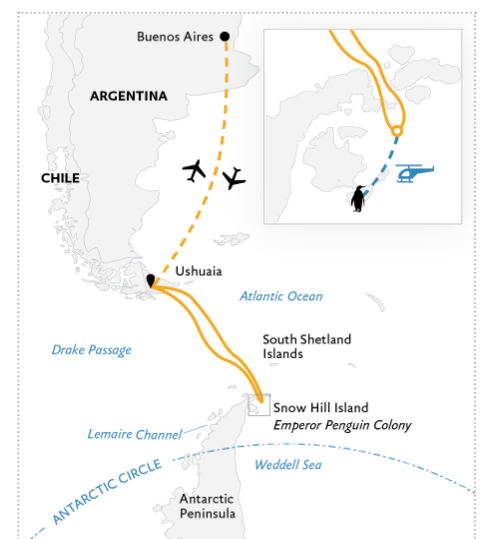 Buenos Aires
ARGENTINA
CHILE
Ushuaia
Atlantic Ocean
Drake Passage
South Shetland
Islands
Snow Hill Island
Emperor Penguin Colony
Lemaire Channel
Weddell Sea
ANTARCTIC CIRCLE
Antarctic
Peninsula